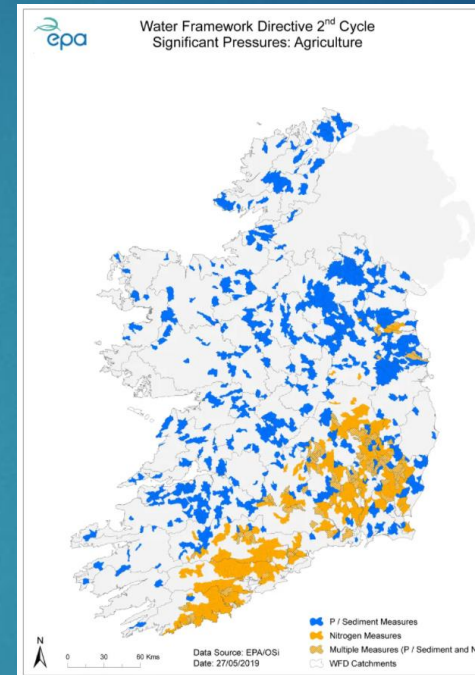 epa
Water Framework Directive 2nd Cycle
Significant Pressures: Agriculture
P / Sediment Measures
Nitrogen Measures
Multiple Measures (P / Sediment and N
WFD Catchments
N
0 30 60 Kms
Data Source: EPA/OSi
Date: 27/05/2019